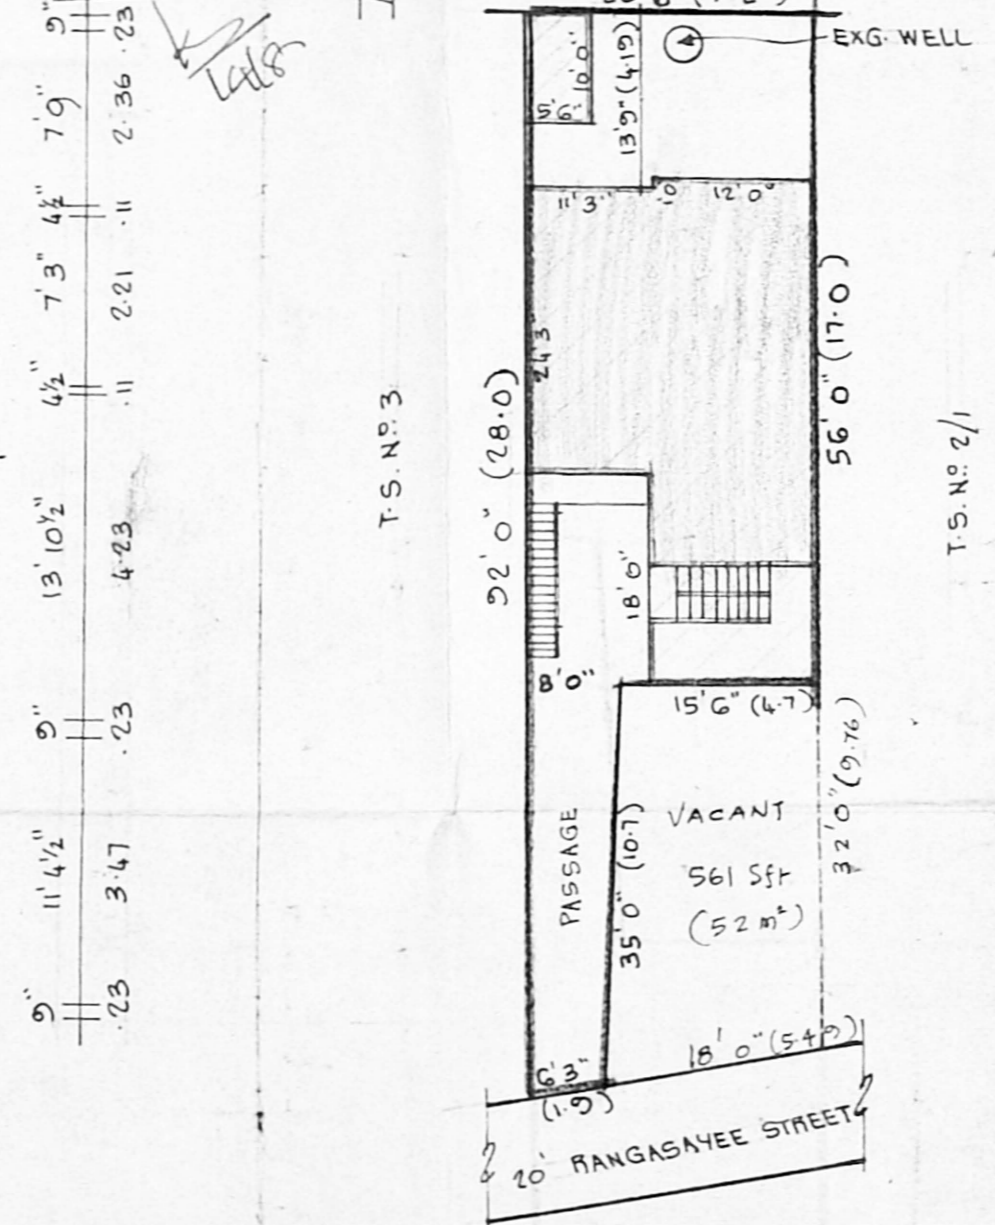 9"
.23
7' 9"
2.36
4½"
.11
7' 3"
2.21
4½"
.11
13' 10½"
4.23
9"
.23
11' 4½"
3.47
9"
.23
T. S. Nº: 3
92' 0" (28.0)
EXG. WELL
10' 0"
5' 6"
13' 9" (4.19)
11' 3"
12' 0"
24' 3"
56' 0" (17.0)
T. S. Nº: 2/1
18' 0"
8' 0"
15' 6" (4.7)
32' 0" (9.76)
PASSAGE
35' 0" (10.7)
VACANT
561 Sft
(52 m²)
18' 0" (5.49)
6' 3"
(1.9)
20' RANGASAYEE STREET